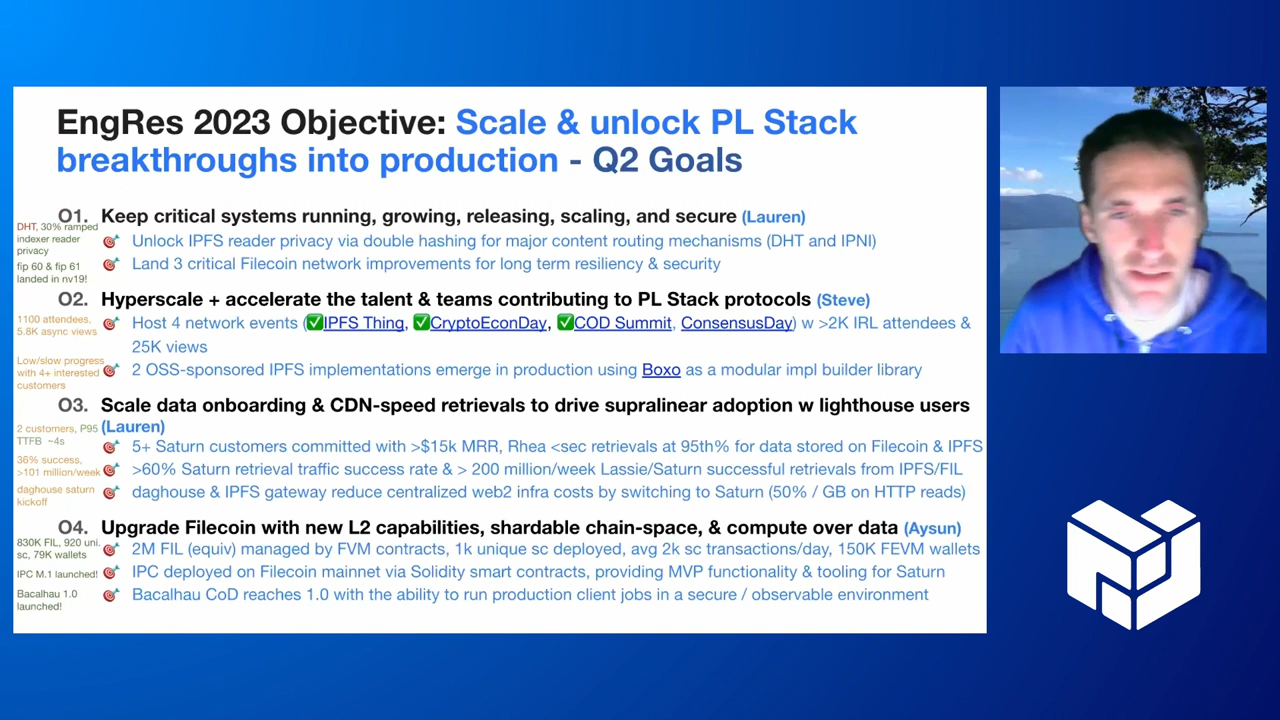 EngRes 2023 Objective: Scale & unlock PL Stack
breakthroughs into production - Q2 Goals
O1. Keep critical systems running, growing, releasing, scaling, and secure (Lauren)
DHT, 30% ramped
indexer reader
privacy
Unlock IPFS reader privacy via double hashing for major content routing mechanisms (DHT and IPNI)
fip 60 & fip 61
landed in nv19!
Land 3 critical Filecoin network improvements for long term resiliency & security
O2. Hyperscale + accelerate the talent & teams contributing to PL Stack protocols (Steve)
1100 attendees,
5.8K async views
Host 4 network events (✅IPFS Thing, ✅CryptoEconDay, ✅COD Summit, ConsensusDay) w >2K IRL attendees &
25K views
Low/slow progress
with 4+ interested
customers
2 OSS-sponsored IPFS implementations emerge in production using Boxo as a modular impl builder library
O3. Scale data onboarding & CDN-speed retrievals to drive supralinear adoption w lighthouse users
(Lauren)
2 customers, P95
TTFB ~4s
5+ Saturn customers committed with >$15k MRR, Rhea <sec retrievals at 95th% for data stored on Filecoin & IPFS
36% success,
>101 million/week
>60% Saturn retrieval traffic success rate & > 200 million/week Lassie/Saturn successful retrievals from IPFS/FIL
daghouse saturn
kickoff
daghouse & IPFS gateway reduce centralized web2 infra costs by switching to Saturn (50% / GB on HTTP reads)
O4. Upgrade Filecoin with new L2 capabilities, shardable chain-space, & compute over data (Aysun)
830K FIL, 920 uni.
sc, 79K wallets
2M FIL (equiv) managed by FVM contracts, 1k unique sc deployed, avg 2k sc transactions/day, 150K FEVM wallets
IPC M.1 launched!
IPC deployed on Filecoin mainnet via Solidity smart contracts, providing MVP functionality & tooling for Saturn
Bacalhau 1.0
launched!
Bacalhau CoD reaches 1.0 with the ability to run production client jobs in a secure / observable environment